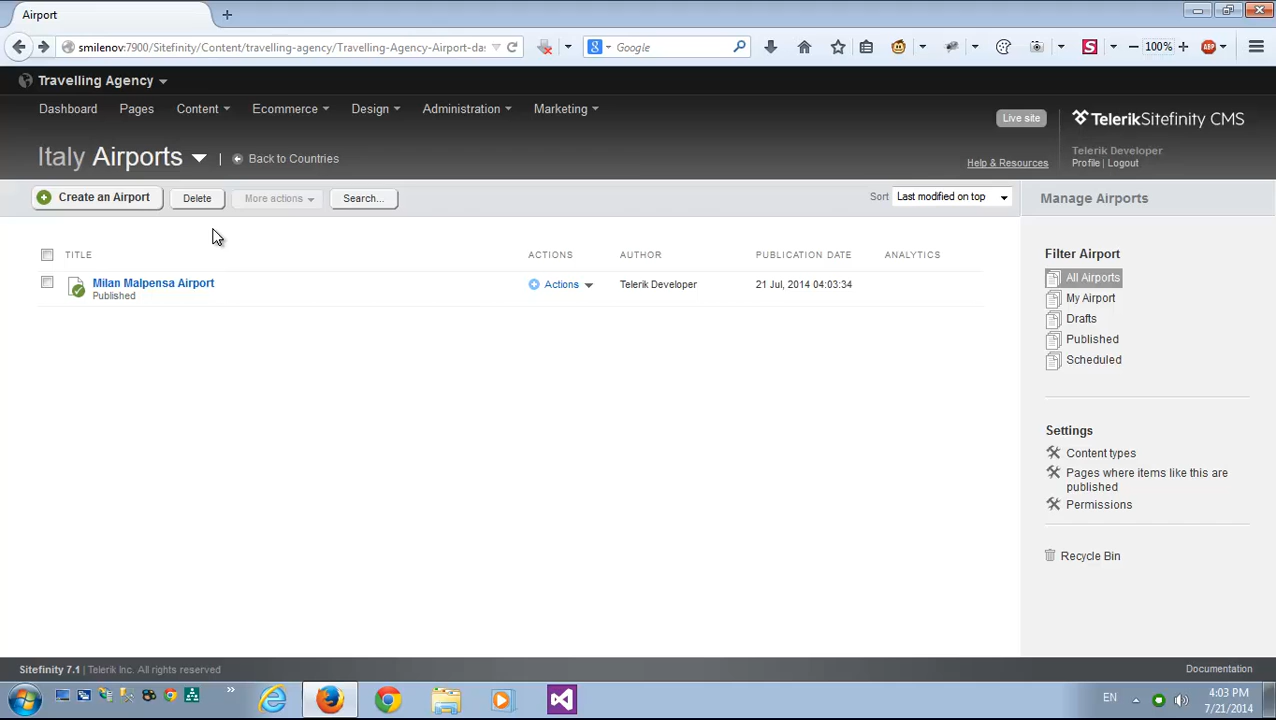 Airport
smilenov:7900/Sitefinity/Content/travelling-agency/Travelling-Agency-Airport-das
Google
100%
ABP
Travelling Agency
Dashboard Pages Content Ecommerce Design Administration Marketing
Live site
Telerik Sitefinity CMS
Telerik Developer
Help & Resources
Profile | Logout
Italy Airports | Back to Countries
Create an Airport Delete More actions Search... Sort Last modified on top
Manage Airports
TITLE ACTIONS AUTHOR PUBLICATION DATE ANALYTICS
Milan Malpensa Airport Actions Telerik Developer 21 Jul, 2014 04:03:34
Published
Filter Airport
All Airports
My Airport
Drafts
Published
Scheduled
Settings
Content types
Pages where items like this are
published
Permissions
Recycle Bin
Sitefinity 7.1 | Telerik Inc. All rights reserved Documentation
EN
4:03 PM
7/21/2014